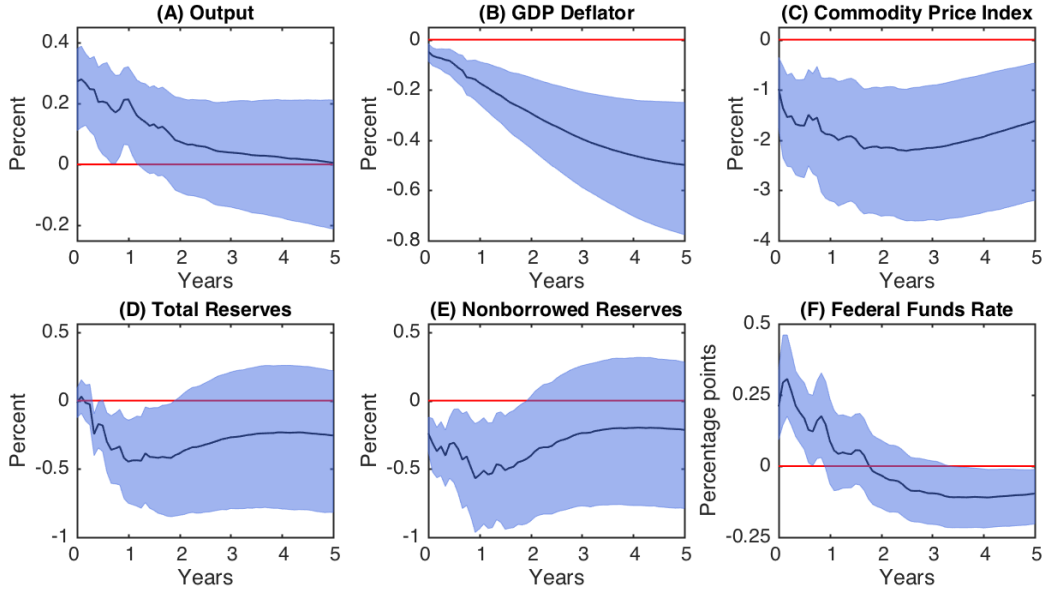 (A) Output
(B) GDP Deflator
(C) Commodity Price Index
Percent
0.4
0.2
0
-0.2
0 1 2 3 4 5
Years
Percent
0
-0.2
-0.4
-0.6
-0.8
0 1 2 3 4 5
Years
Percent
0
-1
-2
-3
-4
0 1 2 3 4 5
Years
(D) Total Reserves
(E) Nonborrowed Reserves
(F) Federal Funds Rate
Percent
0.5
0
-0.5
-1
0 1 2 3 4 5
Years
Percent
0.5
0
-0.5
-1
0 1 2 3 4 5
Years
Percentage points
0.5
0.25
0
-0.25
0 1 2 3 4 5
Years